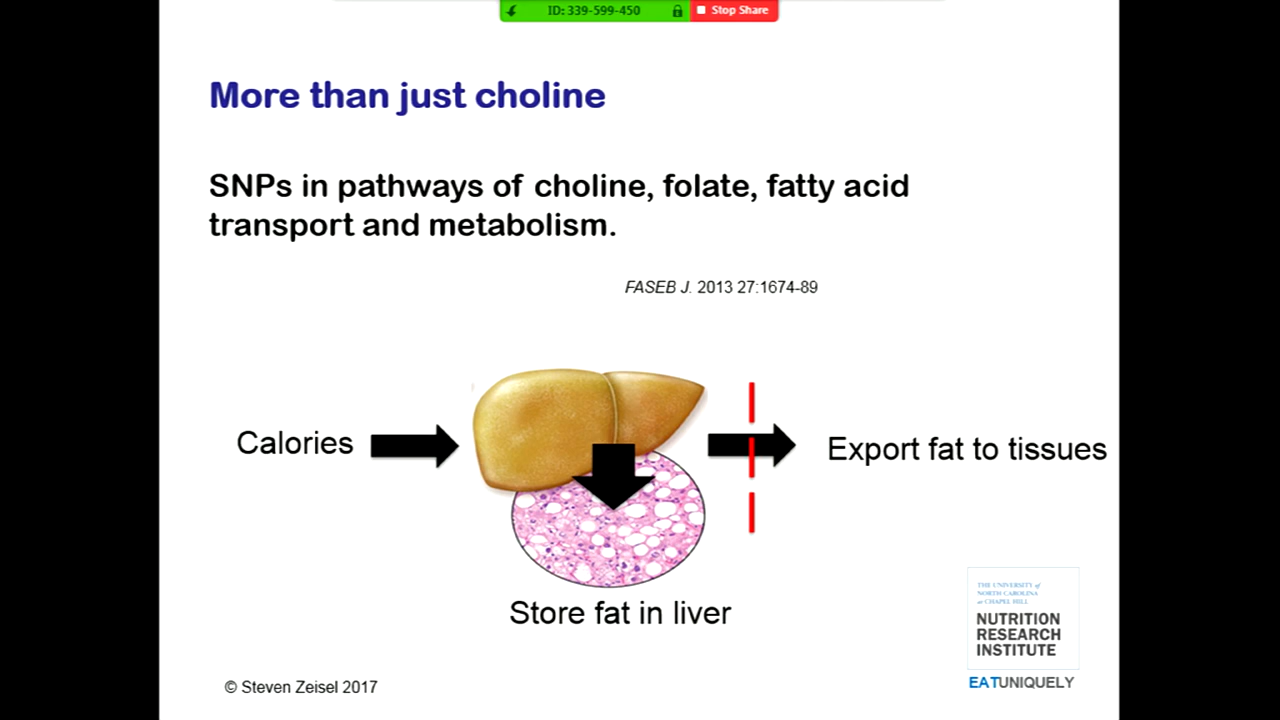 ID: 339-599-450
Stop Share
More than just choline
SNPs in pathways of choline, folate, fatty acid
transport and metabolism.
FASEB J. 2013 27:1674-89
Calories
Export fat to tissues
Store fat in liver
THE UNIVERSITY of
NORTH CAROLINA
at CHAPEL HILL
NUTRITION
RESEARCH
INSTITUTE
EATUNIQUELY
© Steven Zeisel 2017